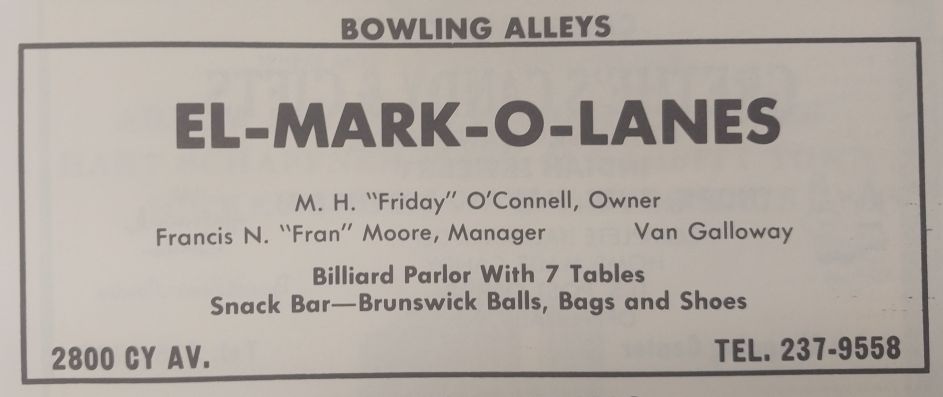 BOWLING ALLEYS
EL-MARK-O-LANES
M. H. "Friday" O'Connell, Owner
Francis N. "Fran" Moore, Manager Van Galloway
Billiard Parlor With 7 Tables
Snack Bar—Brunswick Balls, Bags and Shoes
2800 CY AV. TEL. 237-9558